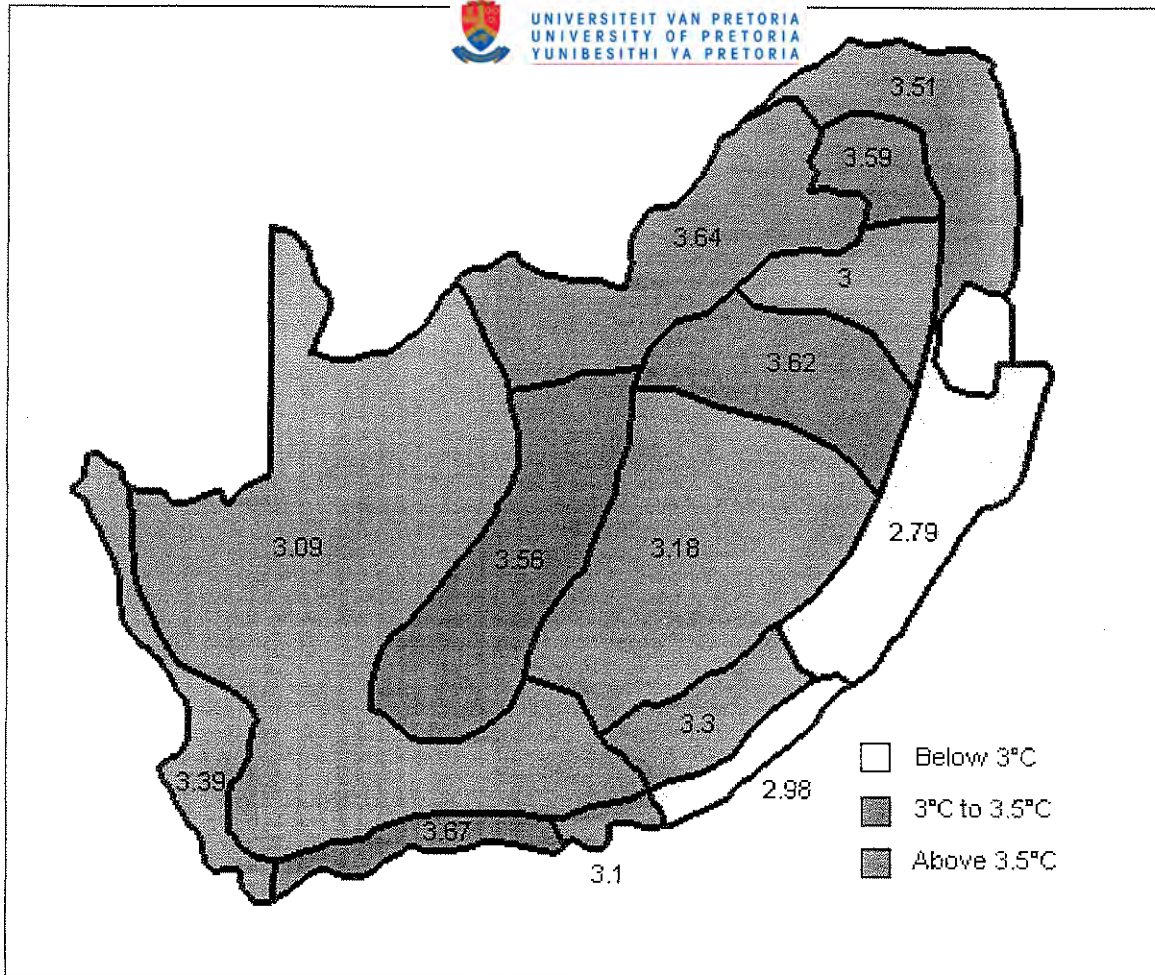 UNIVERSITEIT VAN PRETORIA
UNIVERSITY OF PRETORIA
YUNIBESITHI YA PRETORIA
3.51
3.59
3.64
3
3.62
2.79
3.09
3.56
3.18
3.3
3.39
2.98
3.67
3.1
Below 3°C
3°C to 3.5°C
Above 3.5°C